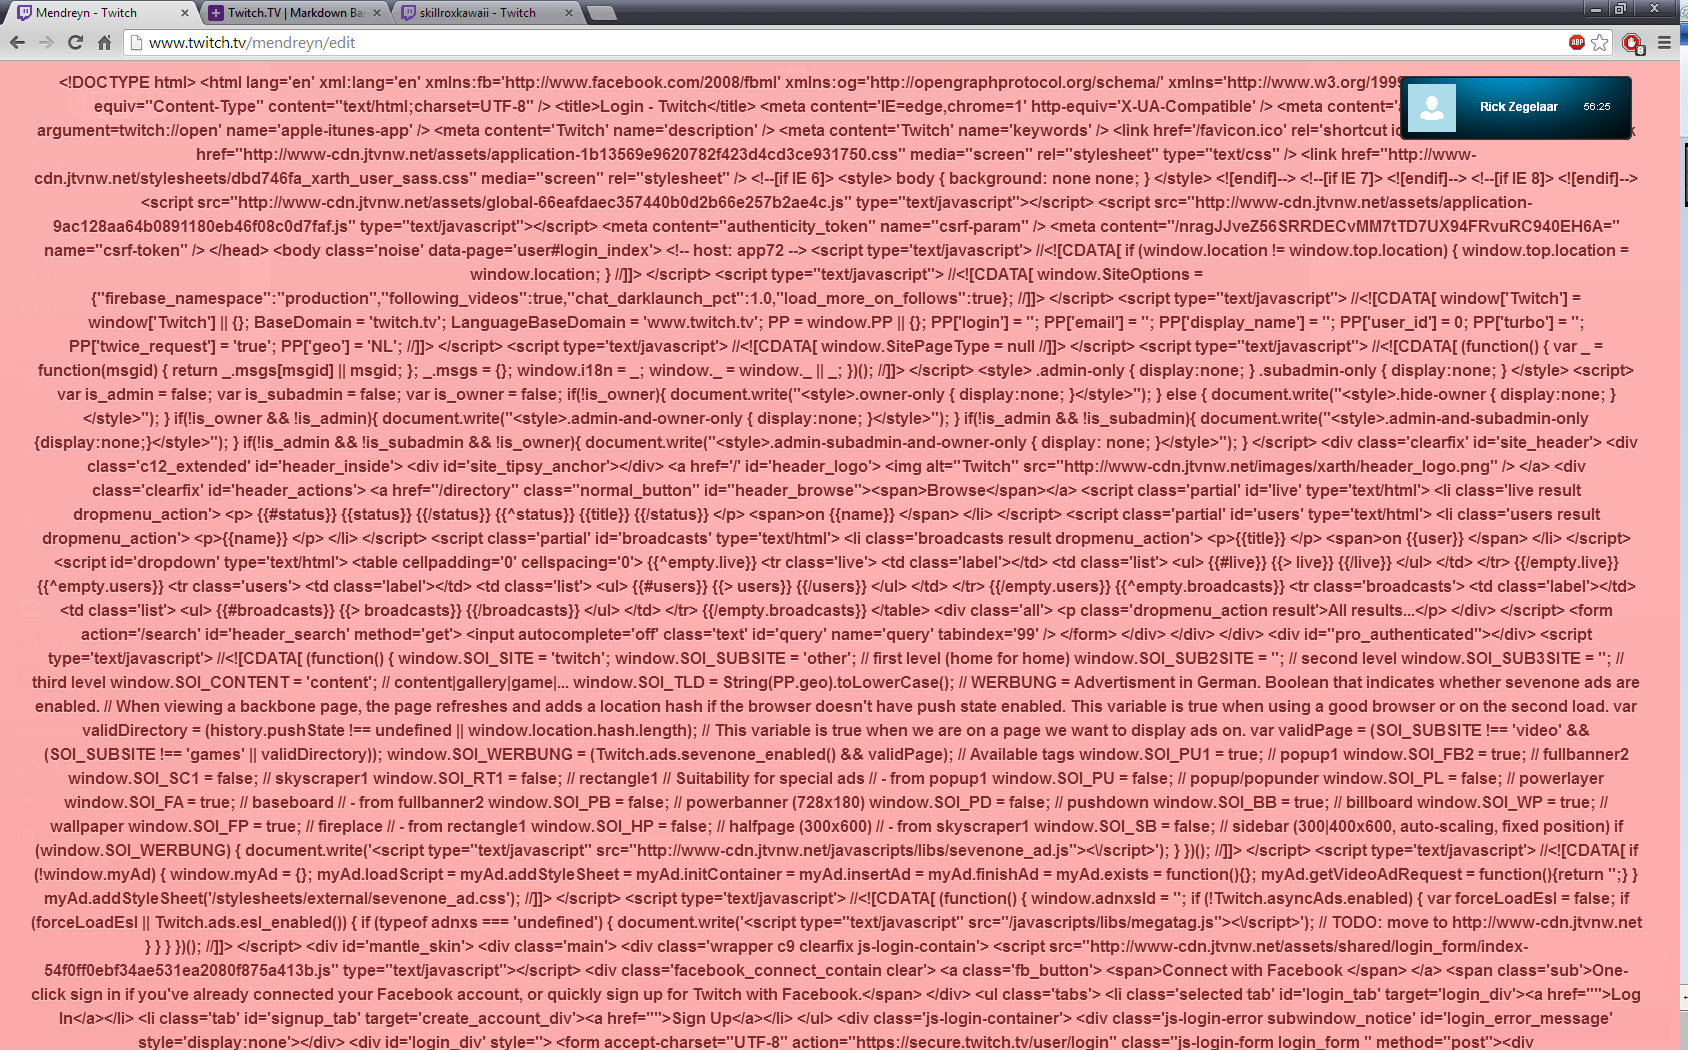 Mendreyn - Twitch
Twitch.TV | Markdown Ba
skillroxkawaii - Twitch
www.twitch.tv/mendreyn/edit
ABP
8
<!DOCTYPE html> <html lang='en' xml:lang='en' xmlns:fb='http://www.facebook.com/2008/fbml' xmlns:og='http://opengraphprotocol.org/schema/' xmlns='http://www.w3.org/199
equiv="Content-Type" content="text/html;charset=UTF-8" /> <title>Login - Twitch</title> <meta content='IE=edge,chrome=1' http-equiv='X-UA-Compatible' /> <meta content='
Rick Zegelaar 56:25
argument=twitch://open' name='apple-itunes-app' /> <meta content='Twitch' name='description' /> <meta content='Twitch' name='keywords' /> <link href='/favicon.ico' rel='shortcut ic
href="http://www-cdn.jtvnw.net/assets/application-1b13569e9620782f423d4cd3ce931750.css" media="screen" rel="stylesheet" type="text/css" /> <link href="http://www-
cdn.jtvnw.net/stylesheets/dbd746fa_xarth_user_sass.css" media="screen" rel="stylesheet" /> <!--[if IE 6]> <style> body { background: none none; } </style> <![endif]--> <!--[if IE 7]> <![endif]--> <!--[if IE 8]> <![endif]-->
<script src="http://www-cdn.jtvnw.net/assets/global-66eafdaec357440b0d2b66e257b2ae4c.js" type="text/javascript"></script> <script src="http://www-cdn.jtvnw.net/assets/application-
9ac128aa64b0891180eb46f08c0d7faf.js" type="text/javascript"></script> <meta content="authenticity_token" name="csrf-param" /> <meta content="/nragJJveZ56SRRDECvMM7tTD7UX94FRvuRC940EH6A="
name="csrf-token" /> </head> <body class='noise' data-page='user#login_index'> <!-- host: app72 --> <script type='text/javascript'> //<![CDATA[ if (window.location != window.top.location) { window.top.location =
window.location; } //]]> </script> <script type="text/javascript"> //<![CDATA[ window.SiteOptions =
{"firebase_namespace":"production","following_videos":true,"chat_darklaunch_pct":1.0,"load_more_on_follows":true}; //]]> </script> <script type="text/javascript"> //<![CDATA[ window['Twitch'] =
window['Twitch'] || {}; BaseDomain = 'twitch.tv'; LanguageBaseDomain = 'www.twitch.tv'; PP = window.PP || {}; PP['login'] = ''; PP['email'] = ''; PP['display_name'] = ''; PP['user_id'] = 0; PP['turbo'] = '';
PP['twice_request'] = 'true'; PP['geo'] = 'NL'; //]]> </script> <script type='text/javascript'> //<![CDATA[ window.SitePageType = null //]]> </script> <script type="text/javascript"> //<![CDATA[ (function() { var _ =
function(msgid) { return _.msgs[msgid] || msgid; }; _.msgs = {}; window.i18n = _; window._ = window._ || _; })(); //]]> </script> <style> .admin-only { display:none; } .subadmin-only { display:none; } </style> <script>
var is_admin = false; var is_subadmin = false; var is_owner = false; if(!is_owner){ document.write("<style>.owner-only { display: none; }</style>"); } else { document.write("<style>.hide-owner { display: none; }
</style>"); } if(!is_owner && !is_admin){ document.write("<style>.admin-and-owner-only { display:none; }</style>"); } if(!is_admin && !is_subadmin){ document.write("<style>.admin-and-subadmin-only
{display:none;}</style>"); } if(!is_admin && !is_subadmin && !is_owner){ document.write("<style>.admin-subadmin-and-owner-only { display: none; }</style>"); } </script> <div class='clearfix' id='site_header'> <div
class='c12_extended' id='header_inside'> <div id='site_tipsy_anchor'></div> <a href='/' id='header_logo'> <img alt="Twitch" src="http://www-cdn.jtvnw.net/images/xarth/header_logo.png" /> </a> <div
class='clearfix' id='header_actions'> <a href="/directory" class="normal_button" id="header_browse"><span>Browse</span></a> <script class='partial' id='live' type='text/html'> <li class='live result
dropmenu_action'> <p> {{#status}} {{status}} {{/status}} {{^status}} {{title}} {{/status}} </p> <span>on {{name}} </span> </li> </script> <script class='partial' id='users' type='text/html'> <li class='users result
dropmenu_action'> <p>{{name}} </p> </li> </script> <script class='partial' id='broadcasts' type='text/html'> <li class='broadcasts result dropmenu_action'> <p>{{title}} </p> <span>on {{user}} </span> </li> </script>
<script id='dropdown' type='text/html'> <table cellpadding='0' cellspacing='0'> {{^empty.live}} <tr class='live'> <td class='label'></td> <td class='list'> <ul> {{#live}} {{> live}} {{/live}} </ul> </td> </tr> {{/empty.live}}
{{^empty.users}} <tr class='users'> <td class='label'></td> <td class='list'> <ul> {{#users}} {{> users}} {{/users}} </ul> </td> </tr> {{/empty.users}} {{^empty.broadcasts}} <tr class='broadcasts'> <td class='label'></td>
<td class='list'> <ul> {{#broadcasts}} {{> broadcasts}} {{/broadcasts}} </ul> </td> </tr> {{/empty.broadcasts}} </table> <div class='all'> <p class='dropmenu_action result'>All results...</p> </div> </script> <form
action='/search' id='header_search' method='get'> <input autocomplete='off' class='text' id='query' name='query' tabindex='99' /> </form> </div> </div> </div> <div id="pro_authenticated"></div> <script
type='text/javascript'> //<![CDATA[ (function() { window.SOI_SITE = 'twitch'; window.SOI_SUBSITE = 'other'; // first level (home for home) window.SOI_SUB2SITE = ''; // second level window.SOI_SUB3SITE = ''; //
third level window.SOI_CONTENT = 'content'; // content|gallery|game|... window.SOI_TLD = String(PP.geo).toLowerCase(); // WERBUNG = Advertisment in German. Boolean that indicates whether sevenone ads are
enabled. // When viewing a backbone page, the page refreshes and adds a location hash if the browser doesn't have push state enabled. This variable is true when using a good browser or on the second load. var
validDirectory = (history.pushState !== undefined || window.location.hash.length); // This variable is true when we are on a page we want to display ads on. var validPage = (SOI_SUBSITE !== 'video' &&
(SOI_SUBSITE !== 'games' || validDirectory)); window.SOI_WERBUNG = (Twitch.ads.sevenone_enabled() && validPage); // Available tags window.SOI_PU1 = true; // popup1 window.SOI_FB2 = true; // fullbanner2
window.SOI_SC1 = false; // skyscraper1 window.SOI_RT1 = false; // rectangle1 // Suitability for special ads // - from popup1 window.SOI_PU = false; // popup/popunder window.SOI_PL = false; // powerlayer
window.SOI_FA = true; // baseboard // - from fullbanner2 window.SOI_PB = false; // powerbanner (728x180) window.SOI_PD = false; // pushdown window.SOI_BB = true; // billboard window.SOI_WP = true; //
wallpaper window.SOI_FP = true; // fireplace // - from rectangle1 window.SOI_HP = false; // halfpage (300x600) // - from skyscraper1 window.SOI_SB = false; // sidebar (300|400x600, auto-scaling, fixed position) if
(window.SOI_WERBUNG) { document.write('<script type="text/javascript" src="http://www-cdn.jtvnw.net/javascripts/libs/sevenone_ad.js"><\/script>'); } })(); //]]> </script> <script type='text/javascript'> //<![CDATA[ if
(!window.myAd) { window.myAd = {}; myAd.loadScript = myAd.addStyleSheet = myAd.initContainer = myAd.insertAd = myAd.finishAd = myAd.exists = function(){}; myAd.getVideoAdRequest = function(){return '';} }
myAd.addStyleSheet('/stylesheets/external/sevenone_ad.css'); //]]> </script> <script type='text/javascript'> //<![CDATA[ (function() { window.adnxsId = ''; if (!Twitch.asyncAds.enabled) { var forceLoadEsl = false; if
(forceLoadEsl || Twitch.ads.esl_enabled()) { if (typeof adnxs === 'undefined') { document.write('<script type="text/javascript" src="/javascripts/libs/megatag.js"><\/script>'); // TODO: move to http://www-cdn.jtvnw.net
} } } })(); //]]> </script> <div id='mantle_skin'> <div class='main'> <div class='wrapper c9 clearfix js-login-contain'> <script src="http://www-cdn.jtvnw.net/assets/shared/login_form/index-
54f0ff0ebf34ae531ea2080f875a413b.js" type="text/javascript"></script> <div class='facebook_connect_contain clear'> <a class='fb_button'> <span>Connect with Facebook </span> </a> <span class='sub'>One-
click sign in if you've already connected your Facebook account, or quickly sign up for Twitch with Facebook.</span> </div> <ul class='tabs'> <li class='selected tab' id='login_tab' target='login_div'><a href="">Log
In</a></li> <li class='tab' id='signup_tab' target='create_account_div'><a href="">Sign Up</a></li> </ul> <div class='js-login-container'> <div class='js-login-error subwindow_notice' id='login_error_message'
style='display:none'></div> <div id='login_div' style=''> <form accept-charset="UTF-8" action="https://secure.twitch.tv/user/login" class="js-login-form login_form " method="post"><div